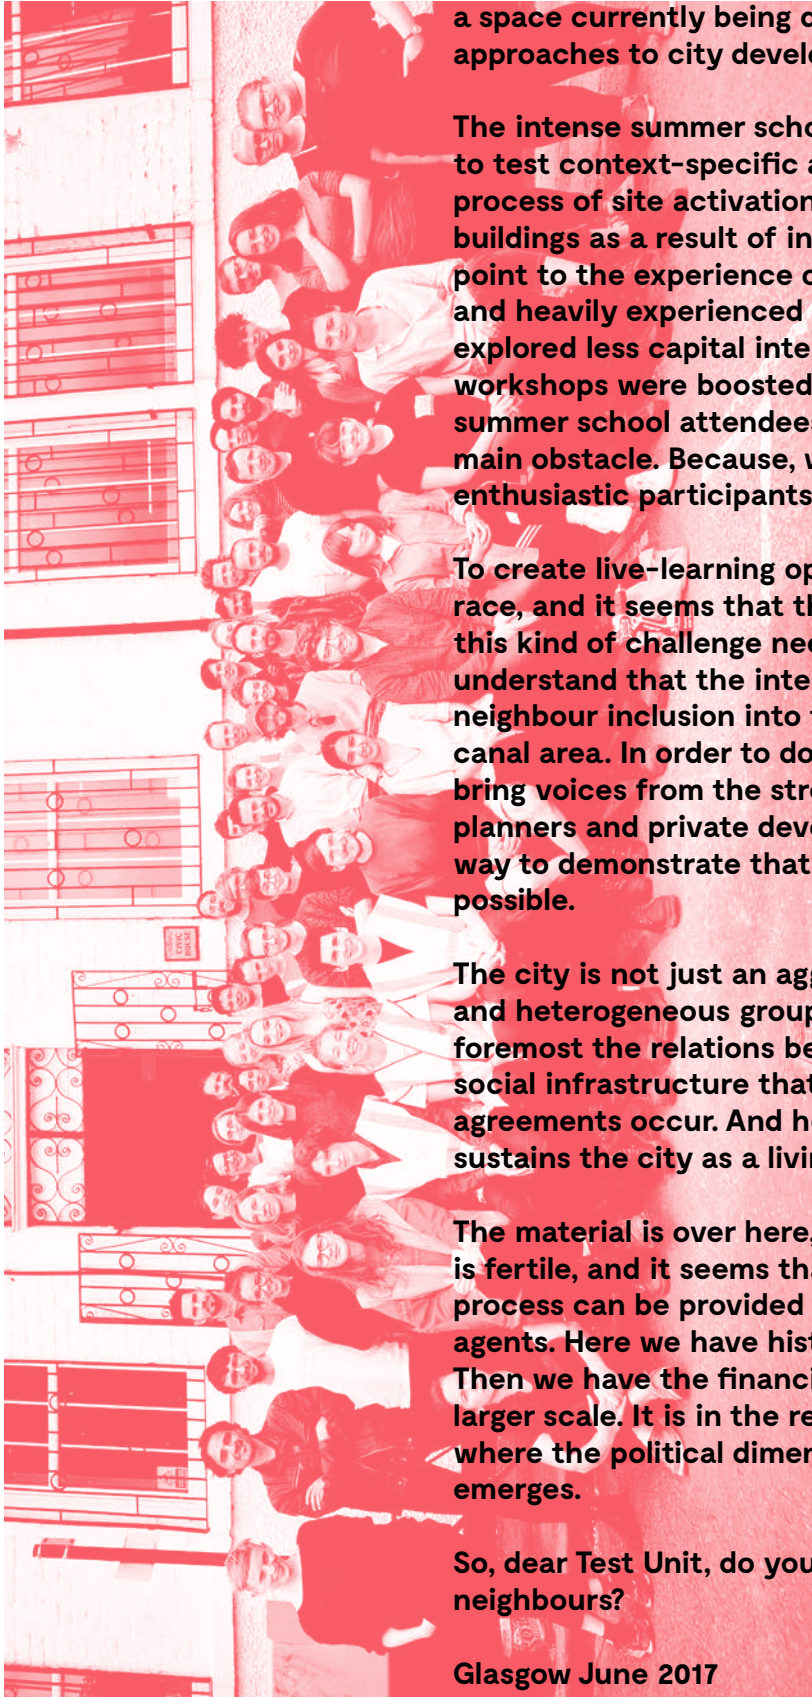 a space currently being
approaches to city develo
The intense summer scho
to test context-specific a
process of site activation
buildings as a result of in
point to the experience
and heavily experienced
explored less capital inte
workshops were boosted
summer school attendees
main obstacle. Because, w
enthusiastic participants
To create live-learning op
race, and it seems that th
this kind of challenge nee
understand that the inte
neighbour inclusion into
canal area. In order to do
bring voices from the stre
planners and private deve
way to demonstrate that
possible.
The city is not just an agg
and heterogeneous group
foremost the relations be
social infrastructure that
agreements occur. And ho
sustains the city as a livin
The material is over here,
is fertile, and it seems tha
process can be provided
agents. Here we have hist
Then we have the financi
larger scale. It is in the re
where the political dimen
emerges.
So, dear Test Unit, do you
neighbours?
Glasgow June 2017
CIVIC
HOUSE